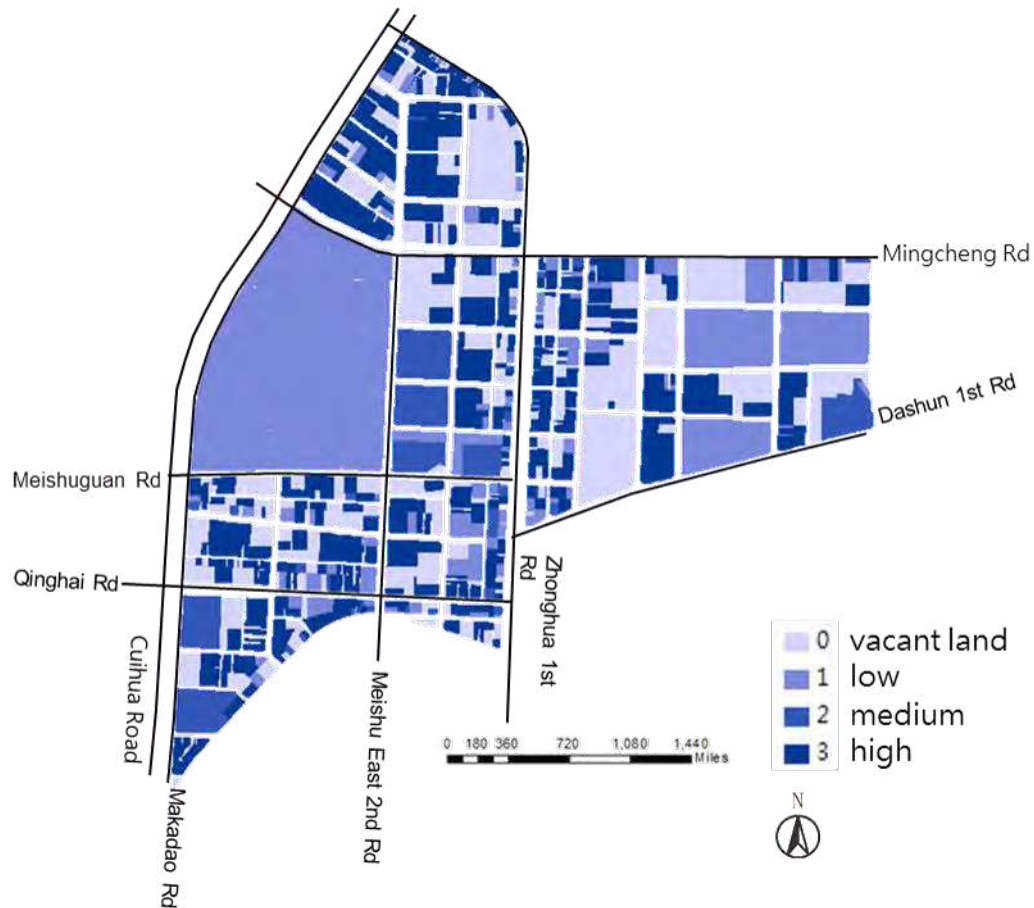 Mingcheng Rd
Dashun 1st Rd
Meishuguan Rd
Qinghai Rd
Zhonghua 1st
Rd
Cuihua Road
Meishu East 2nd Rd
Makadao Rd
0 vacant land
1 low
2 medium
3 high
0 180 360 720 1,080 1,440
Miles
N